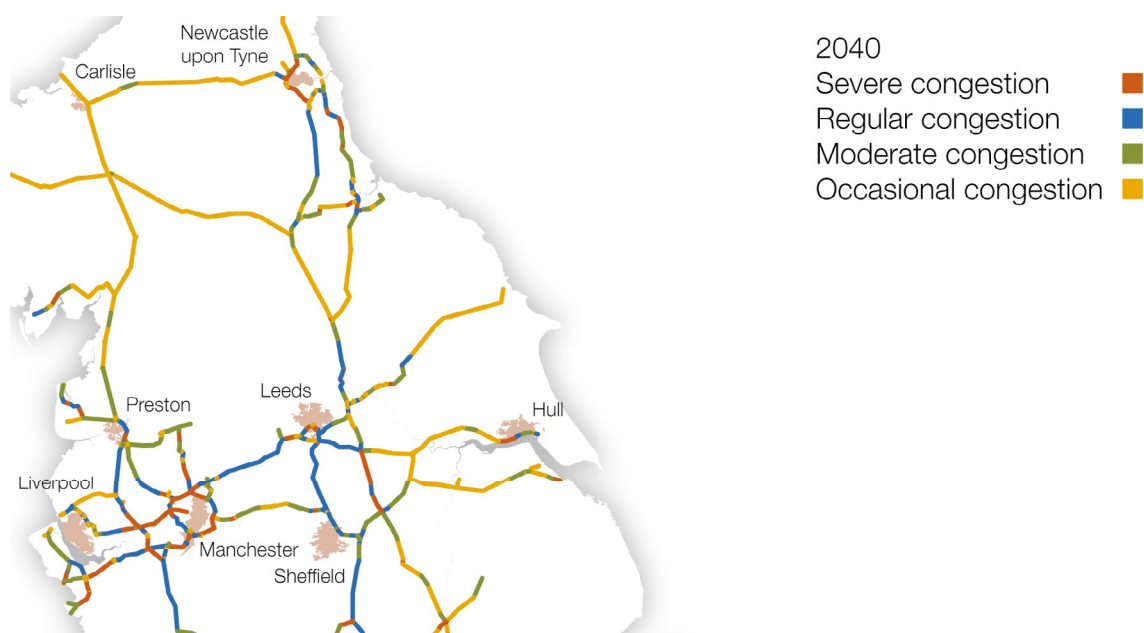 Newcastle
upon Tyne
Carlisle
Preston
Leeds
Hull
Liverpool
Manchester
Sheffield
2040
Severe congestion
Regular congestion
Moderate congestion
Occasional congestion